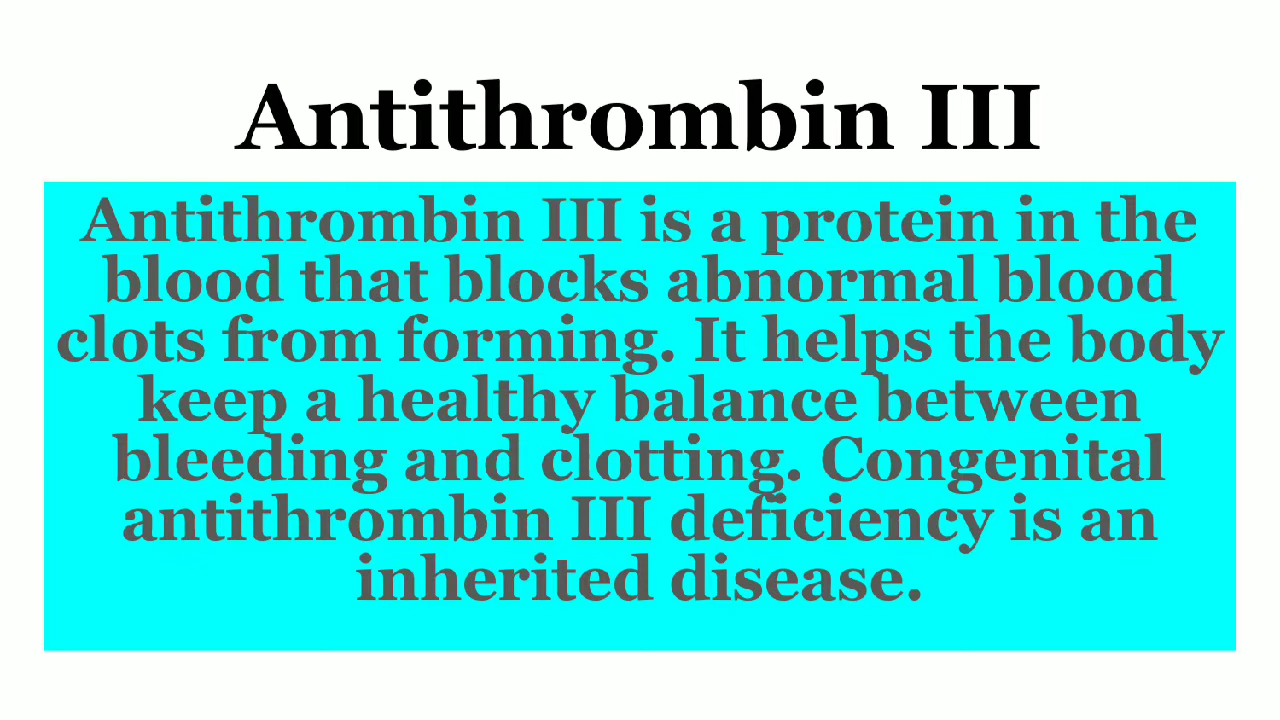 Antithrombin III
Antithrombin III is a protein in the
blood that blocks abnormal blood
clots from forming. It helps the body
keep a healthy balance between
bleeding and clotting. Congenital
antithrombin III deficiency is an
inherited disease.